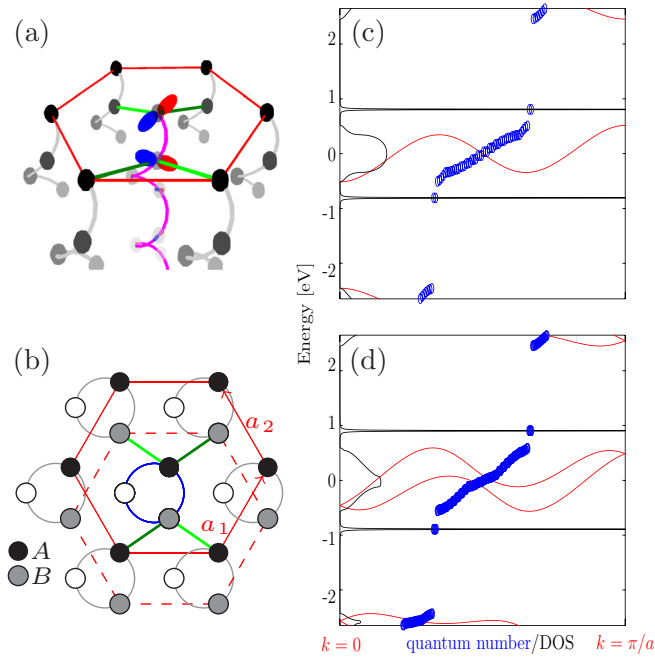 (a)
(c)
2
1
0
-1
-2
Energy [eV]
(b)
a2
a1
A
B
(d)
2
1
0
-1
-2
k = 0
quantum number/DOS
k = π/a